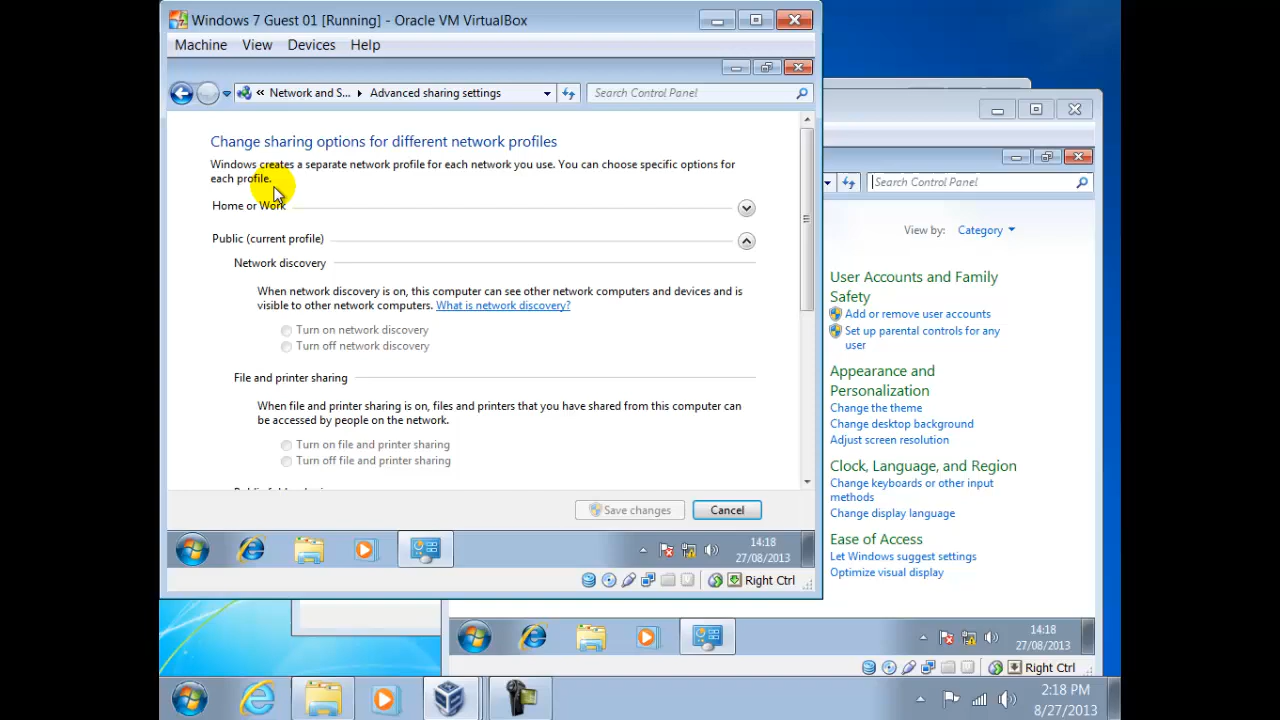 Windows 7 Guest 01 [Running] - Oracle VM VirtualBox
Machine View Devices Help
« Network and S... Advanced sharing settings
Search Control Panel
Change sharing options for different network profiles
Windows creates a separate network profile for each network you use. You can choose specific options for
each profile.
Home or Work
Public (current profile)
Network discovery
When network discovery is on, this computer can see other network computers and devices and is
visible to other network computers. What is network discovery?
Turn on network discovery
Turn off network discovery
File and printer sharing
When file and printer sharing is on, files and printers that you have shared from this computer can
be accessed by people on the network.
Turn on file and printer sharing
Turn off file and printer sharing
Save changes
Cancel
14:18
27/08/2013
Right Ctrl
Search Control Panel
View by: Category
User Accounts and Family
Safety
Add or remove user accounts
Set up parental controls for any
user
Appearance and
Personalization
Change the theme
Change desktop background
Adjust screen resolution
Clock, Language, and Region
Change keyboards or other input
methods
Change display language
Ease of Access
Let Windows suggest settings
Optimize visual display
14:18
27/08/2013
Right Ctrl
2:18 PM
8/27/2013